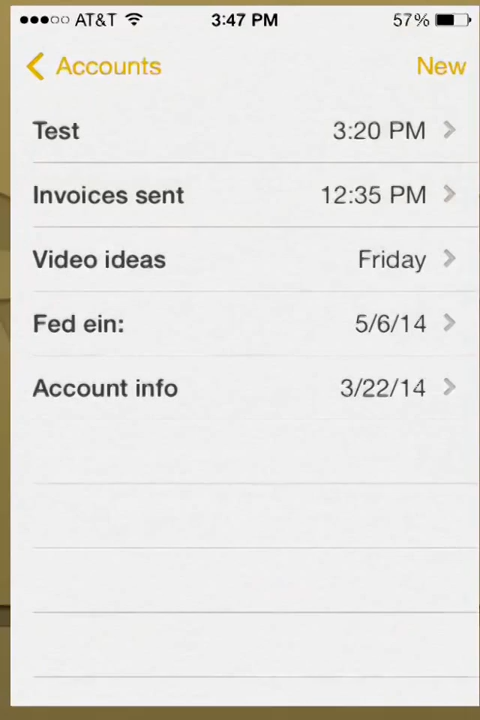 AT&T 3:47 PM 57%
Accounts New
Test 3:20 PM
Invoices sent 12:35 PM
Video ideas Friday
Fed ein: 5/6/14
Account info 3/22/14